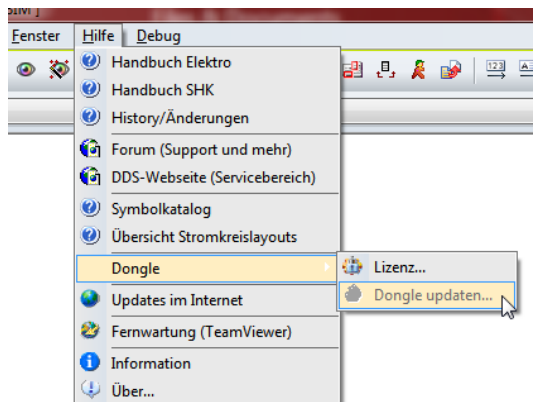 Fenster Hilfe Debug
Handbuch Elektro
Handbuch SHK
History/Änderungen
Forum (Support und mehr)
DDS-Webseite (Servicebereich)
Symbolkatalog
Übersicht Stromkreislayouts
Dongle
Lizenz...
Dongle updaten...
Updates im Internet
Fernwartung (TeamViewer)
Information
Über...